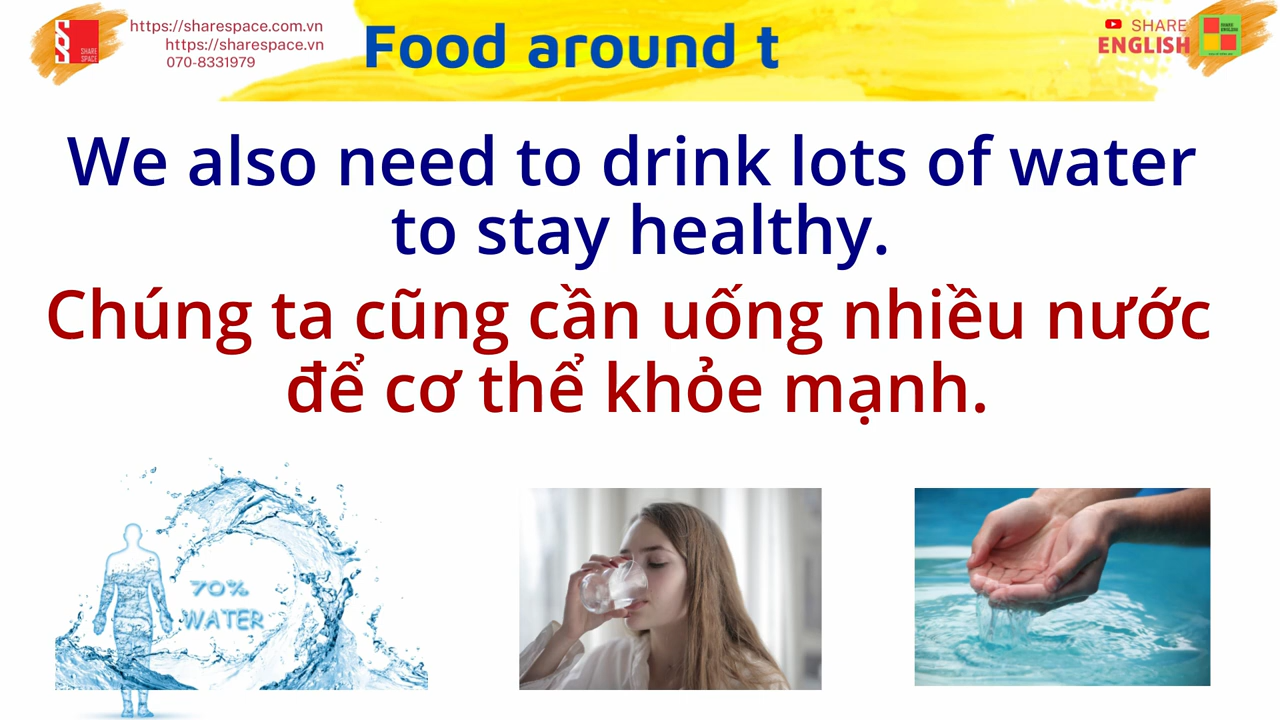 https://sharespace.com.vn
https://sharespace.vn
070-8331979
SHARE
SPACE
Food around t
SHARE
ENGLISH
We also need to drink lots of water
to stay healthy.
Chúng ta cũng cần uống nhiều nước
để cơ thể khỏe mạnh.
70%
WATER